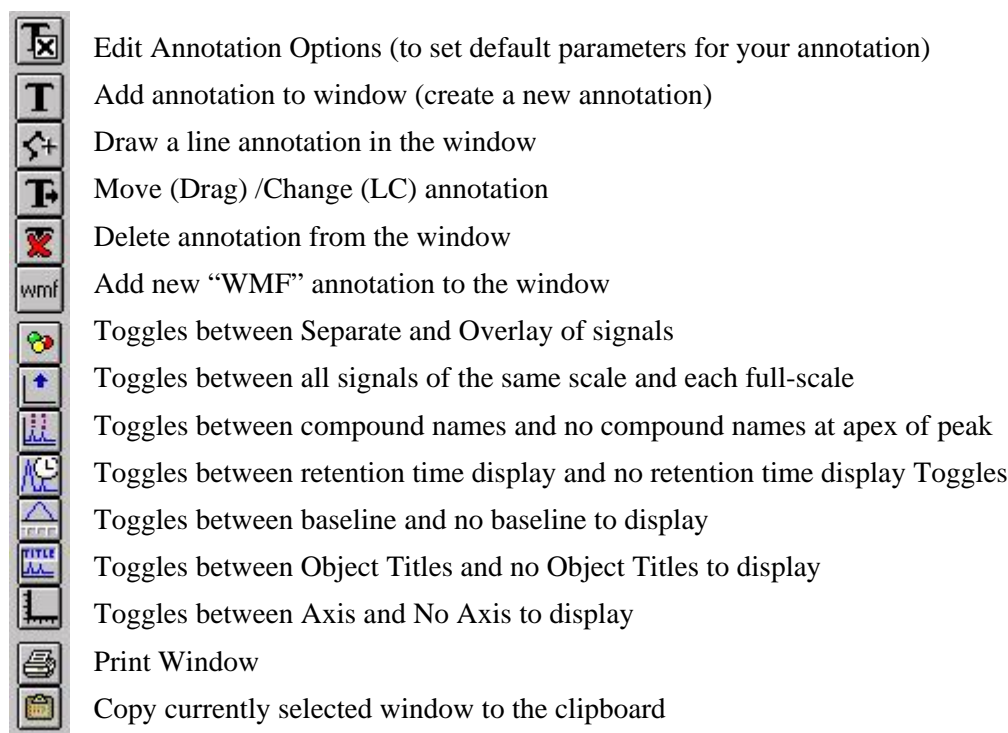 Edit Annotation Options (to set default parameters for your annotation)
T Add annotation to window (create a new annotation)
Draw a line annotation in the window
T Move (Drag) /Change (LC) annotation
Delete annotation from the window
wmf Add new “WMF” annotation to the window
Toggles between Separate and Overlay of signals
Toggles between all signals of the same scale and each full-scale
Toggles between compound names and no compound names at apex of peak
Toggles between retention time display and no retention time display Toggles
Toggles between baseline and no baseline to display
TITLE Toggles between Object Titles and no Object Titles to display
Toggles between Axis and No Axis to display
Print Window
Copy currently selected window to the clipboard